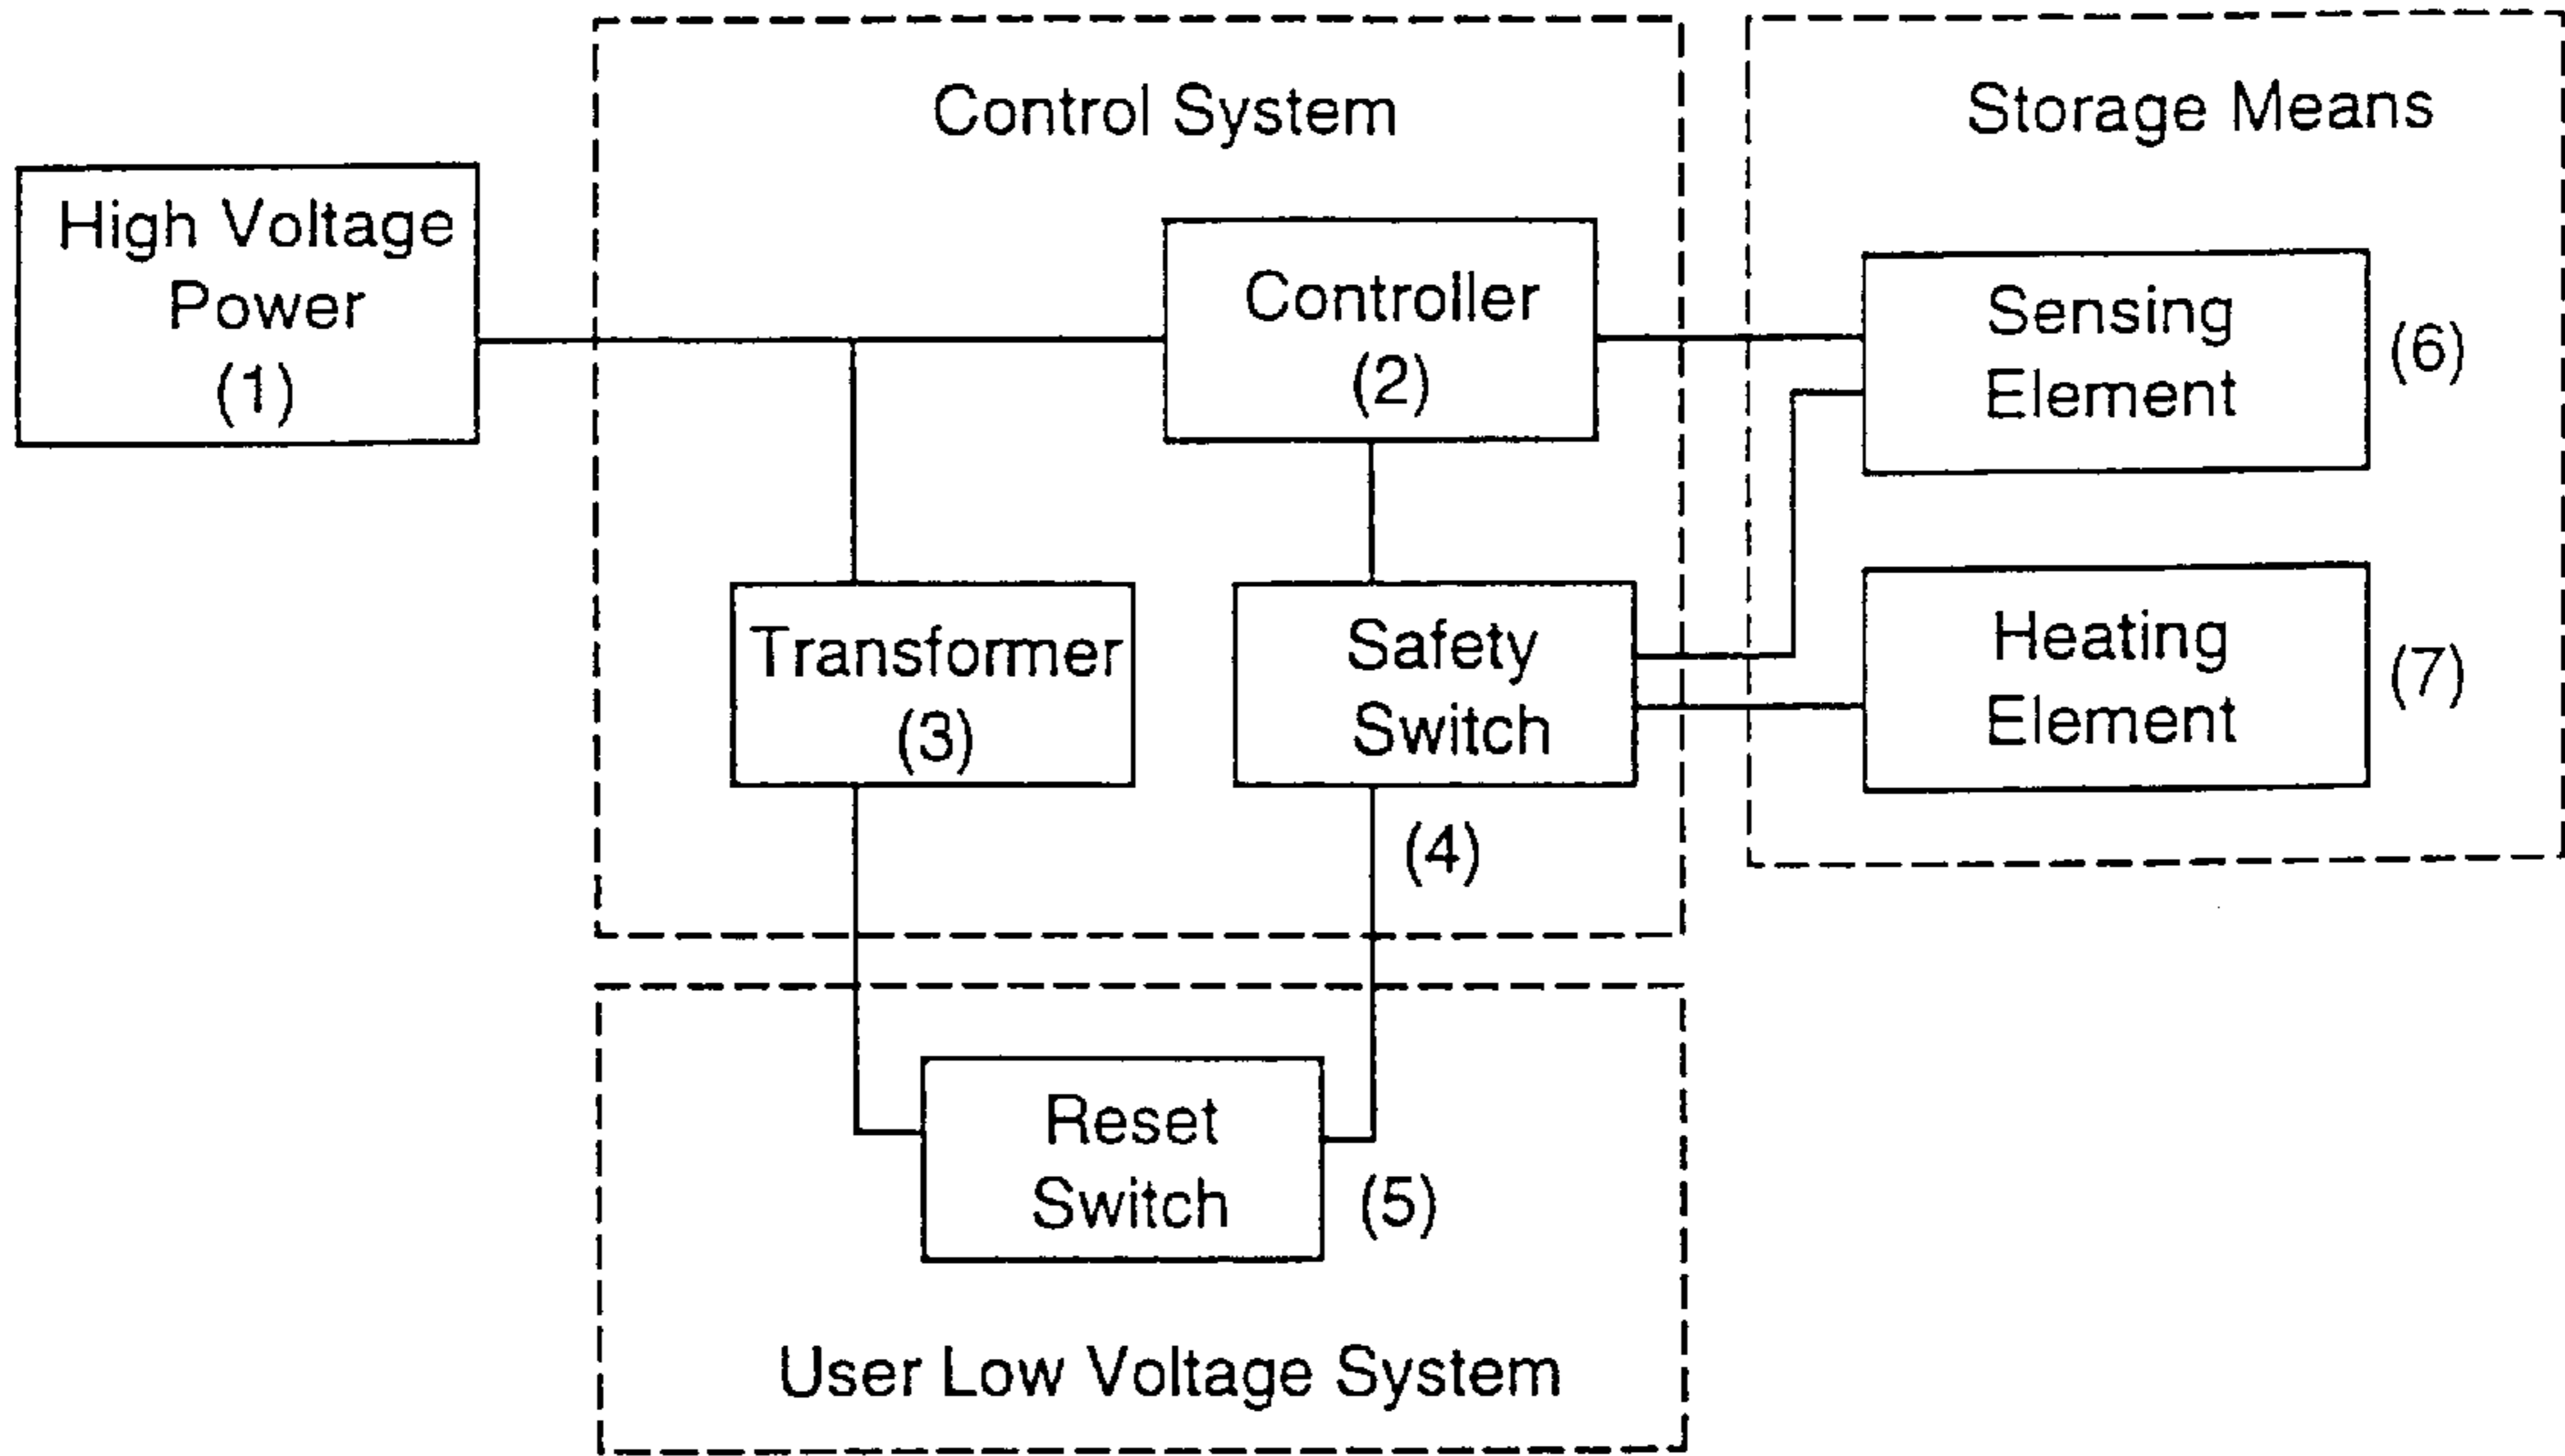 Control System
Storage Means
High Voltage
Power
(1)
Controller
(2)
Sensing
Element
(6)
Transformer
(3)
Safety
Switch
(4)
Heating
Element
(7)
Reset
Switch
(5)
User Low Voltage System